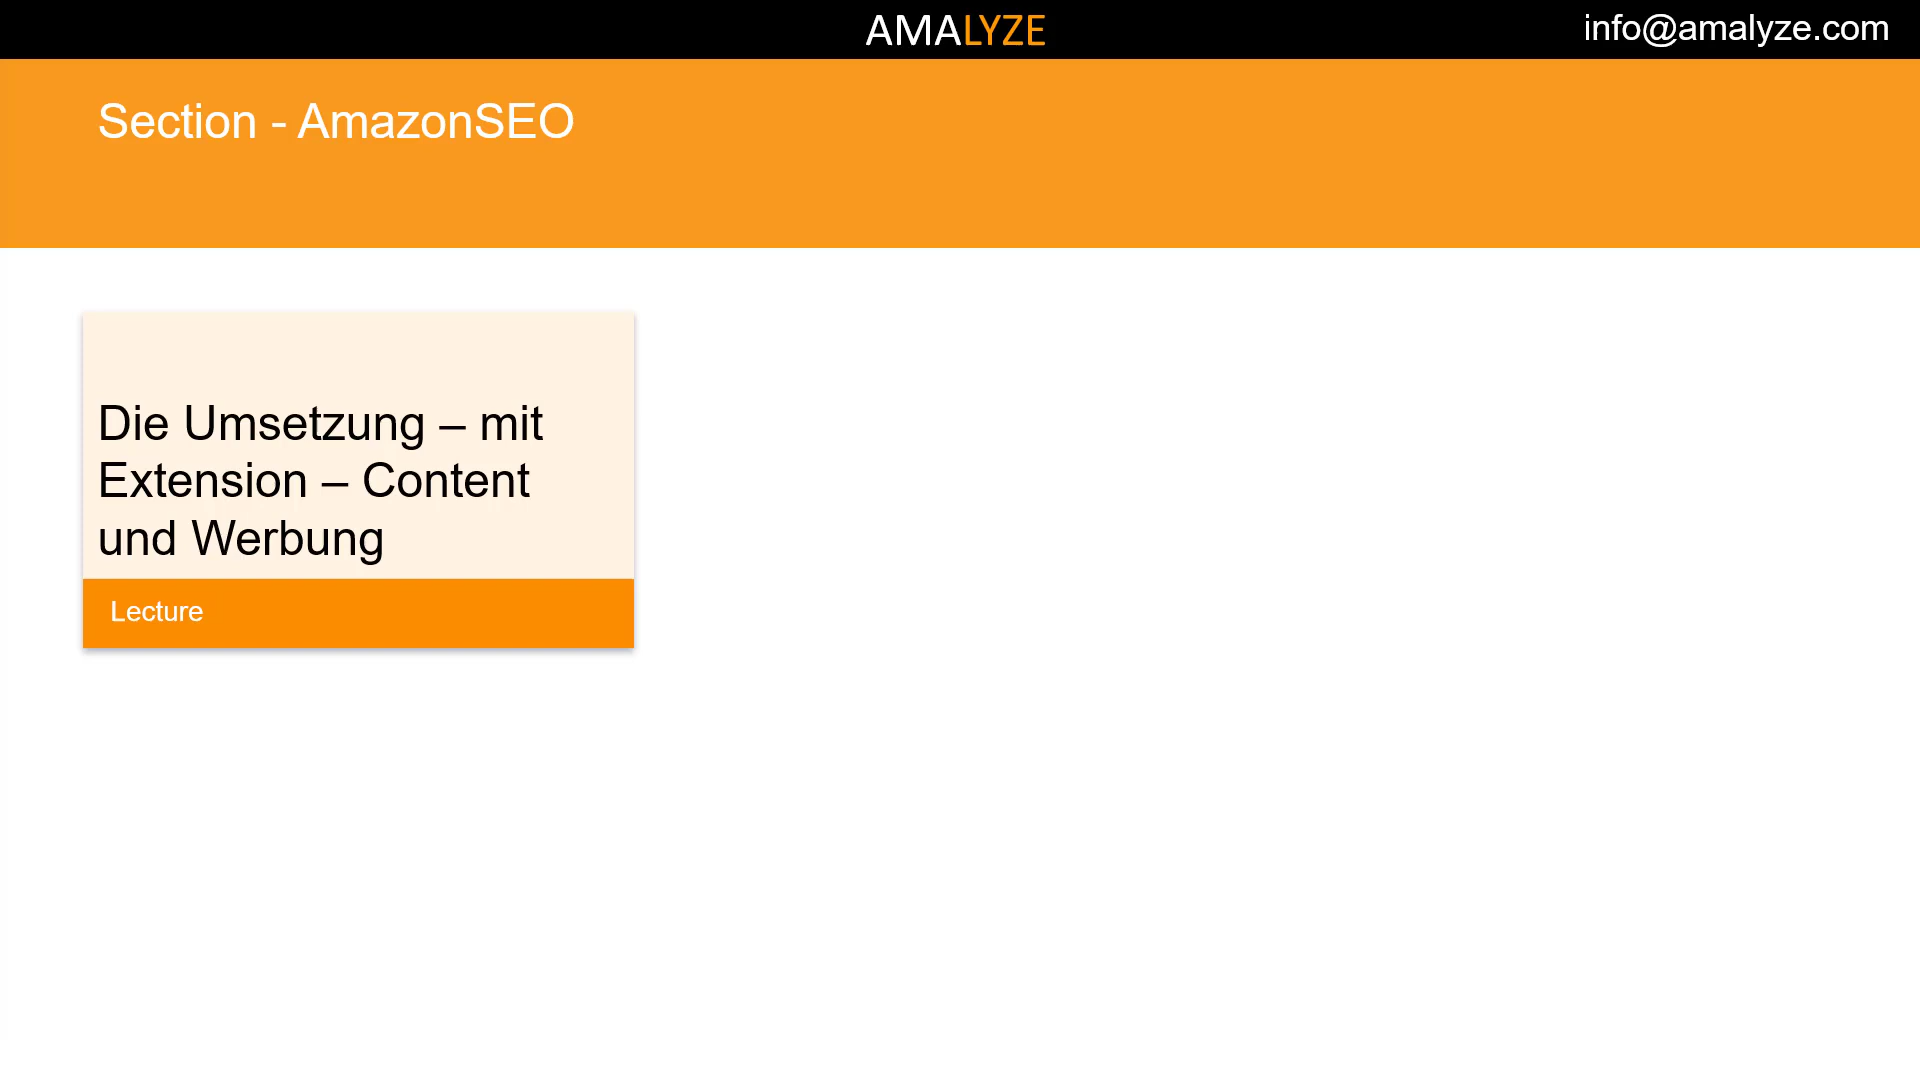 AMALYZE
info@amalyze.com
Section - AmazonSEO
Die Umsetzung – mit
Extension – Content
und Werbung
Lecture